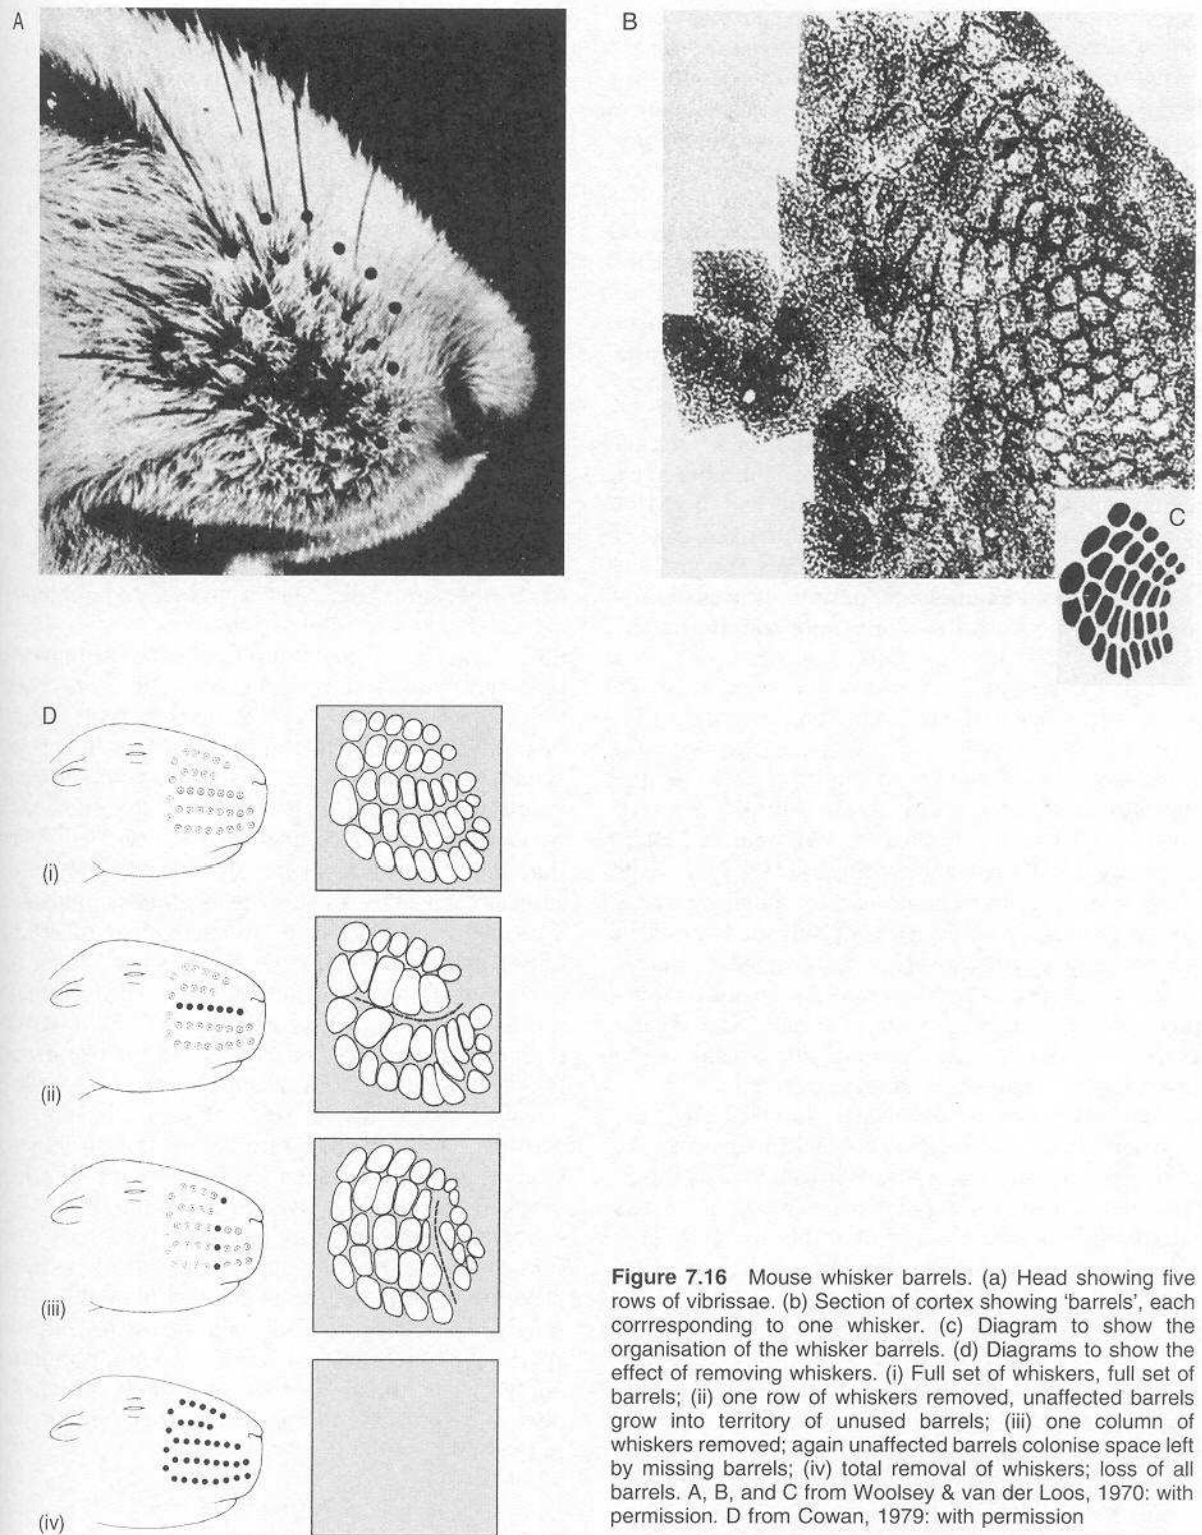 A
B
C
D
(i)
(ii)
(iii)
(iv)
Figure 7.16 Mouse whisker barrels. (a) Head showing five
rows of vibrissae. (b) Section of cortex showing 'barrels', each
corrresponding to one whisker. (c) Diagram to show the
organisation of the whisker barrels. (d) Diagrams to show the
effect of removing whiskers. (i) Full set of whiskers, full set of
barrels; (ii) one row of whiskers removed, unaffected barrels
grow into territory of unused barrels; (iii) one column of
whiskers removed; again unaffected barrels colonise space left
by missing barrels; (iv) total removal of whiskers; loss of all
barrels. A, B, and C from Woolsey & van der Loos, 1970: with
permission. D from Cowan, 1979: with permission